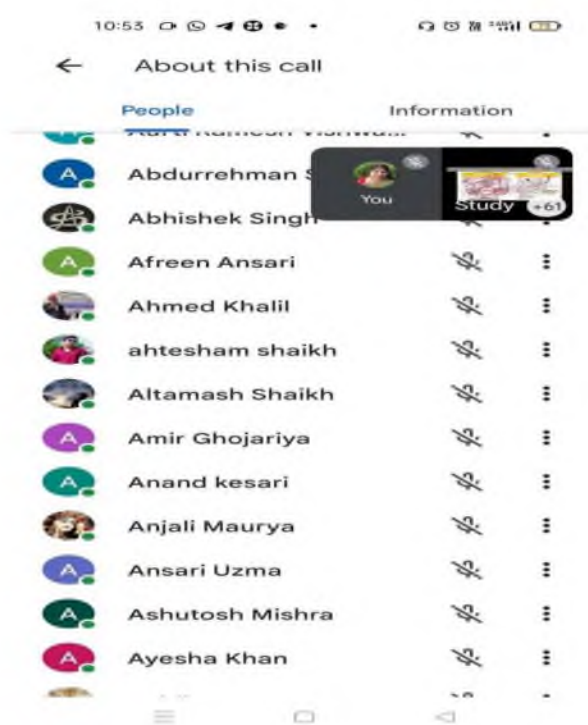 10:53
About this call
People Information
Abdurrehman S
You
Study +61
Abhishek Singh
A Afreen Ansari
Ahmed Khalil
ahtesham shaikh
Altamash Shaikh
A Amir Ghojariya
A Anand kesari
Anjali Maurya
A Ansari Uzma
A Ashutosh Mishra
A Ayesha Khan